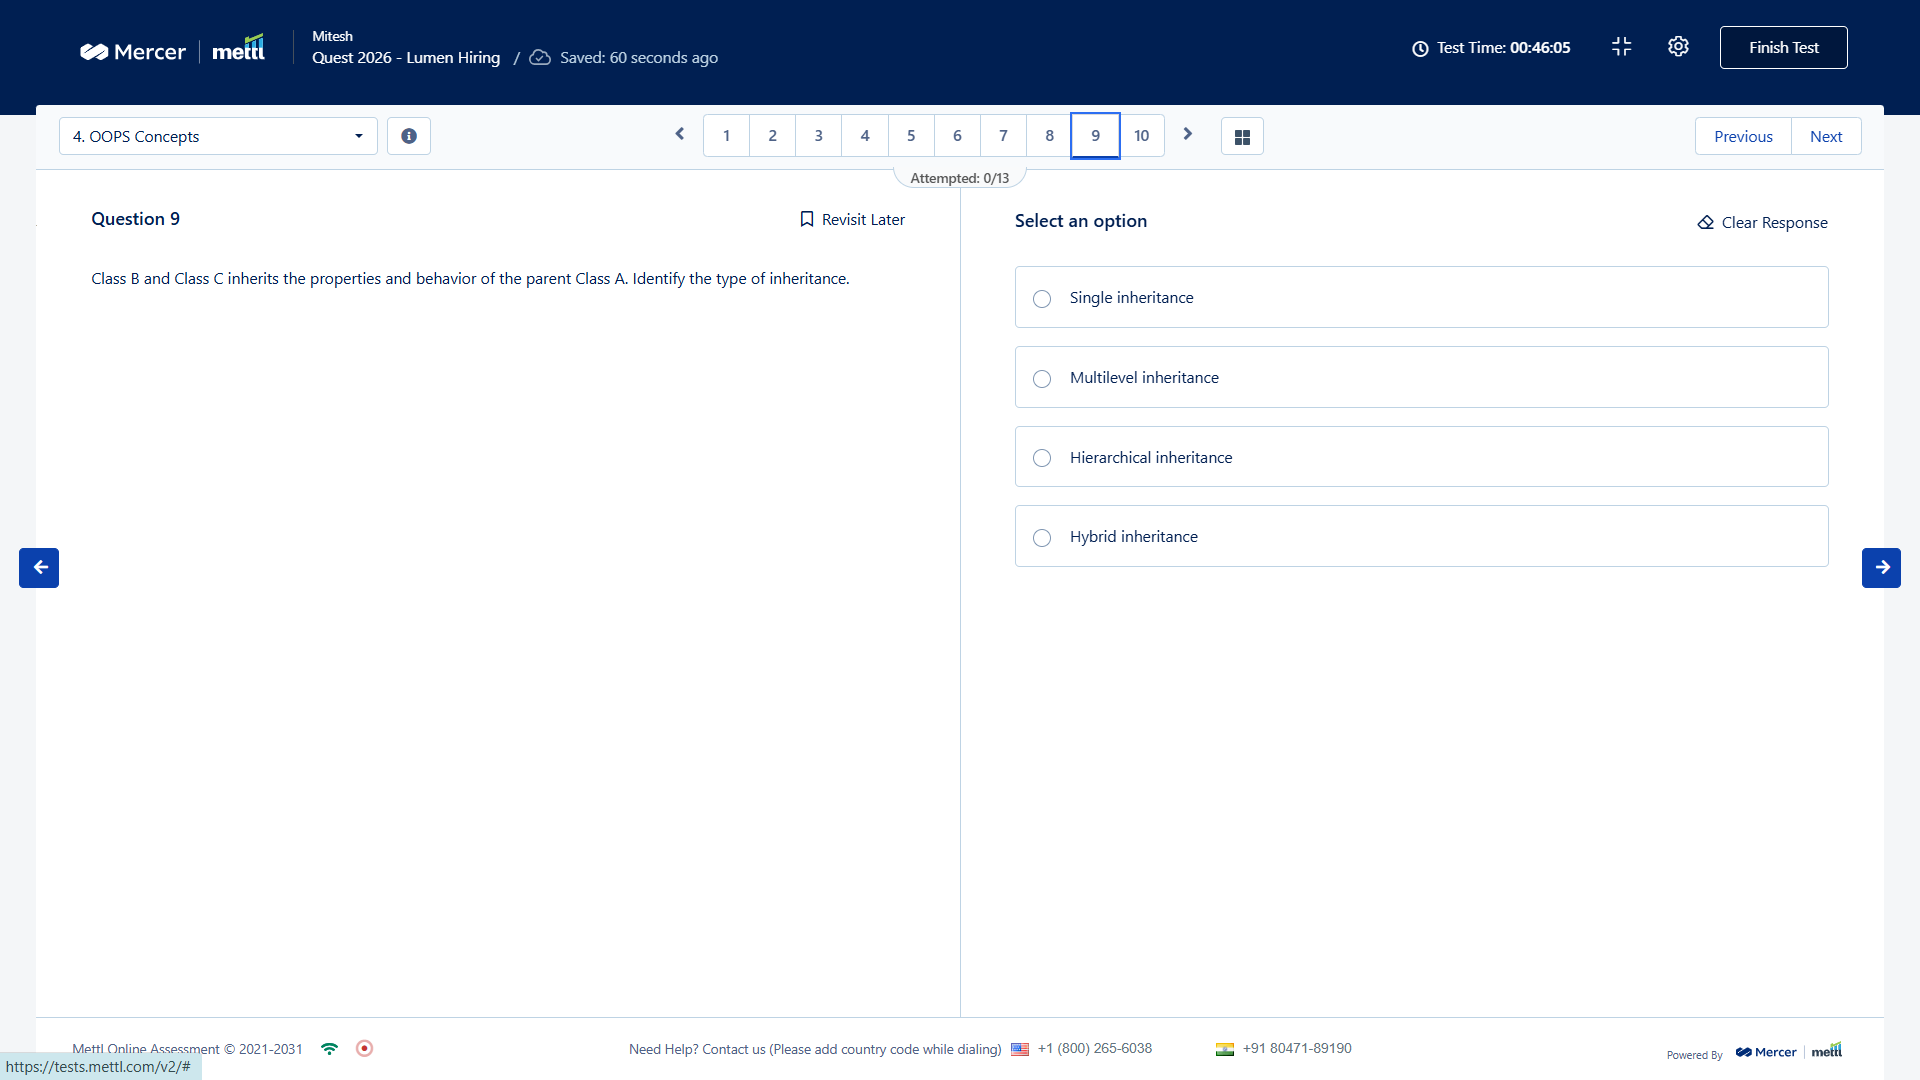 Mercer | mettl
Mitesh
Quest 2026 - Lumen Hiring / Saved: 60 seconds ago
Test Time: 00:46:05
Finish Test
4. OOPS Concepts
1 2 3 4 5 6 7 8 9 10
Previous Next
Attempted: 0/13
Question 9
Revisit Later
Class B and Class C inherits the properties and behavior of the parent Class A. Identify the type of inheritance.
Select an option
Clear Response
Single inheritance
Multilevel inheritance
Hierarchical inheritance
Hybrid inheritance
Mettl Online Assessment © 2021-2031
Need Help? Contact us (Please add country code while dialing) +1 (800) 265-6038 +91 80471-89190
Powered By Mercer | mettl
https://tests.mettl.com/v2/#